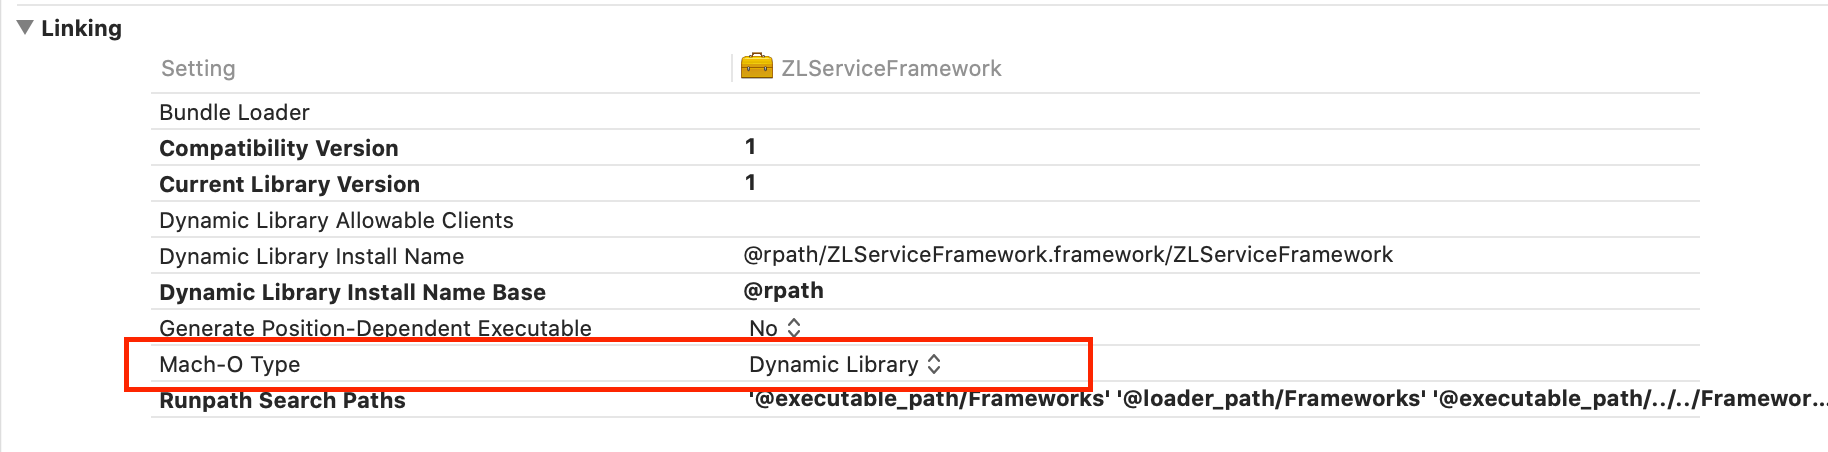 Linking
Setting ZLServiceFramework
Bundle Loader
Compatibility Version 1
Current Library Version 1
Dynamic Library Allowable Clients
Dynamic Library Install Name @rpath/ZLServiceFramework.framework/ZLServiceFramework
Dynamic Library Install Name Base @rpath
Generate Position-Dependent Executable No
Mach-O Type Dynamic Library
Runpath Search Paths '@executable_path/Frameworks' '@loader_path/Frameworks' '@executable_path/../../Framewor...